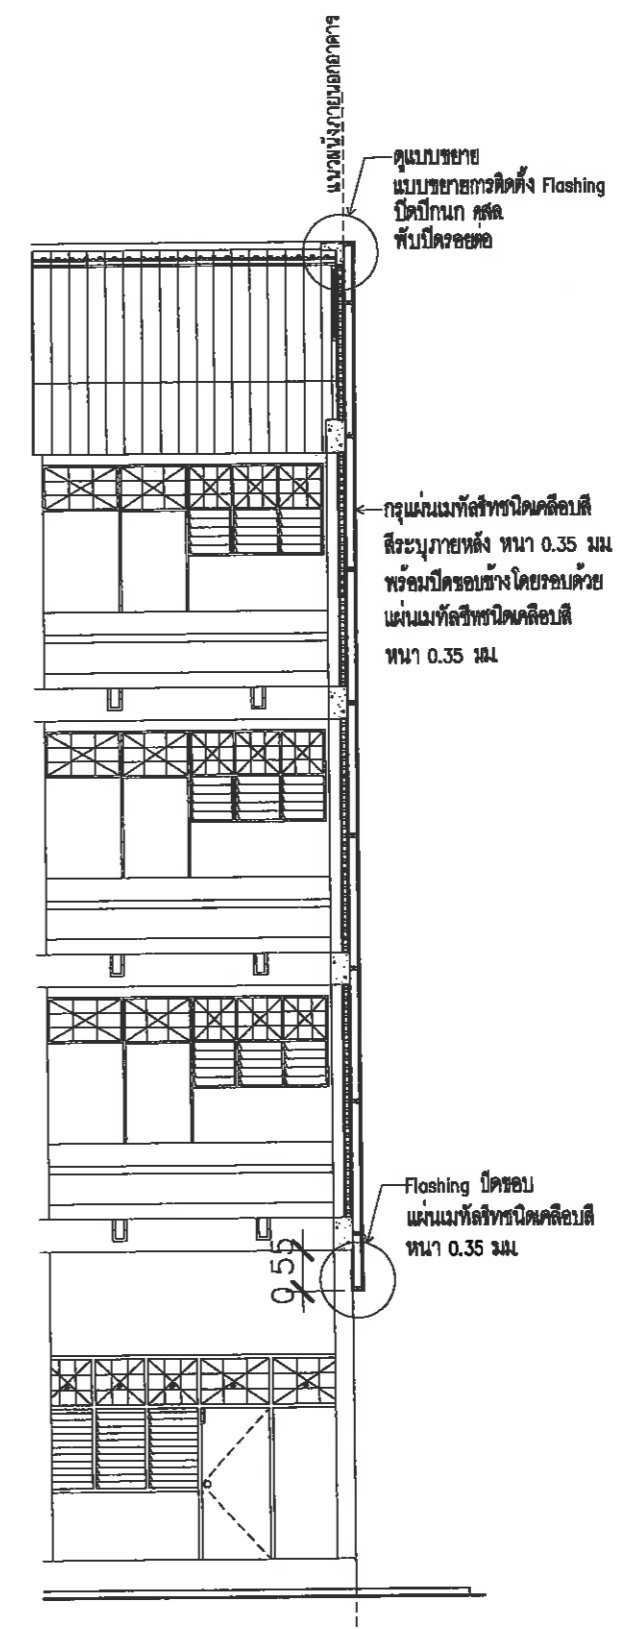 แนวผนังภายนอกอาคาร
ดูแบบขยาย
แบบขยายการติดตั้ง Flashing
ปิดปีกนก คสล
พับปิดรอยต่อ
กรุแผ่นเมทัลชีทชนิดเคลือบสี
สีระบุภายหลัง หนา 0.35 มม
พร้อมปิดขอบข้างโดยรอบด้วย
แผ่นเมทัลชีทชนิดเคลือบสี
หนา 0.35 มม.
Flashing ปิดขอบ
แผ่นเมทัลชีทชนิดเคลือบสี
หนา 0.35 มม.
0 55